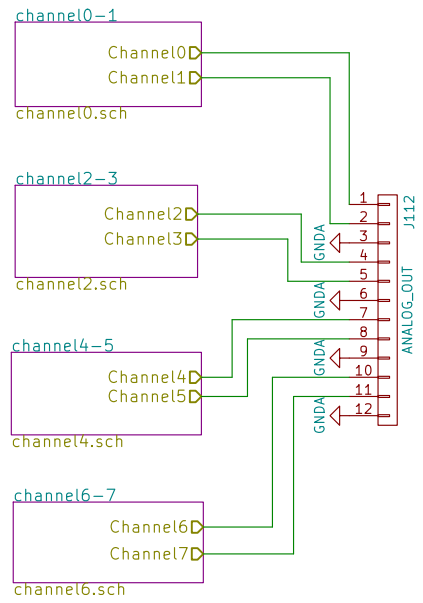 channel0-1
Channel0
Channel1
channel0.sch
channel2-3
Channel2
Channel3
channel2.sch
channel4-5
Channel4
Channel5
channel4.sch
channel6-7
Channel6
Channel7
channel6.sch
J112
ANALOG_OUT
1
2
3
4
5
6
7
8
9
10
11
12
GNDA
GNDA
GNDA
GNDA